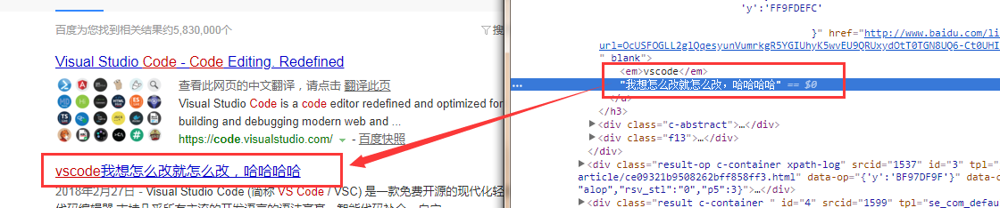 百度为您找到相关结果约5,830,000个
搜
Visual Studio Code - Code Editing. Redefined
查看此网页的中文翻译，请点击 翻译此页
Visual Studio Code is a code editor redefined and optimized for
building and debugging modern web and ...
https://code.visualstudio.com/ - 百度快照
vscode我想怎么改就怎么改，哈哈哈哈
2018年2月27日 - Visual Studio Code (简称 VS Code / VSC) 是一款免费开源的现代化轻
'y':'FF9FDEFC'
}" href="http://www.baidu.com/li
_blank">
<em>vscode</em>
"我想怎么改就怎么改，哈哈哈哈" == $0
</a>
</h3>
<div class="c-abstract">…</div>
<div class="f13">…</div>
<div class="result-op c-container xpath-log" srcid="1537" id="3" tpl=
article/ce09321b9508262bff858ff3.html" data-op="{'y':'BF97DF9F'}" data-
"alop","rsv_stl":"0","p5":3}">…</div>
<div class="result c-container " id="4" srcid="1599" tpl="se_com_defau